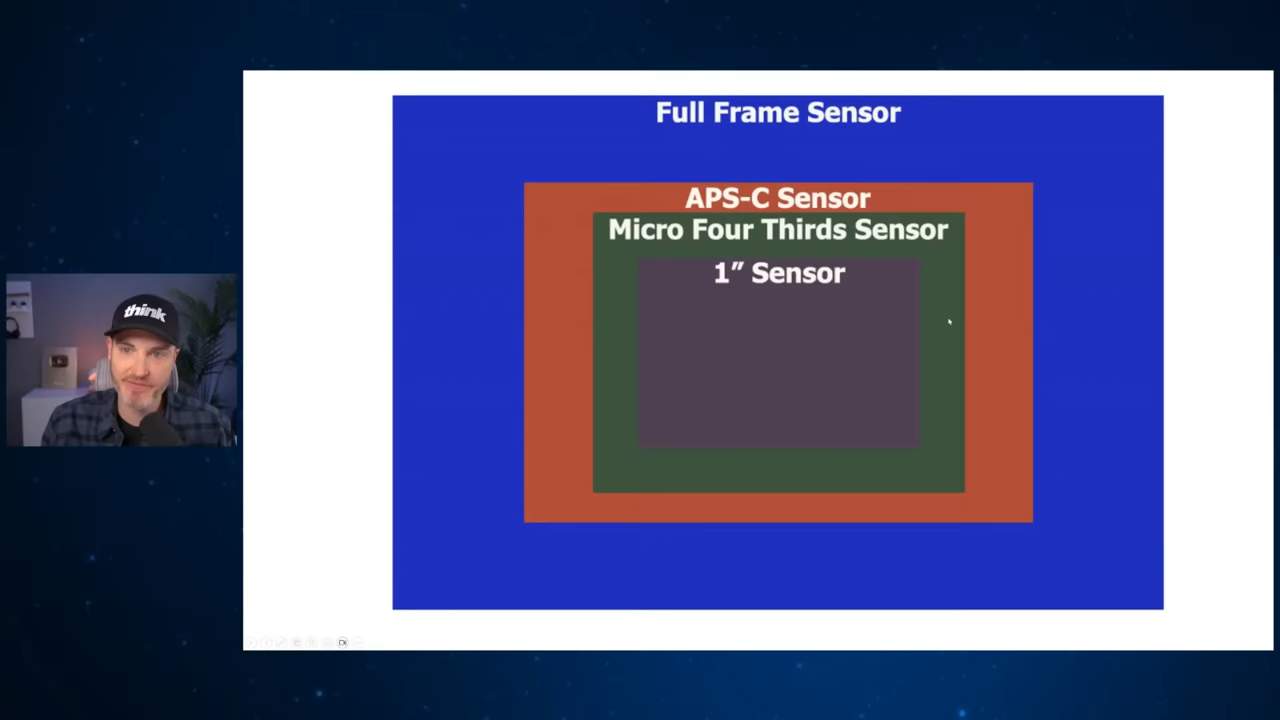 Full Frame Sensor
APS-C Sensor
Micro Four Thirds Sensor
1” Sensor
think